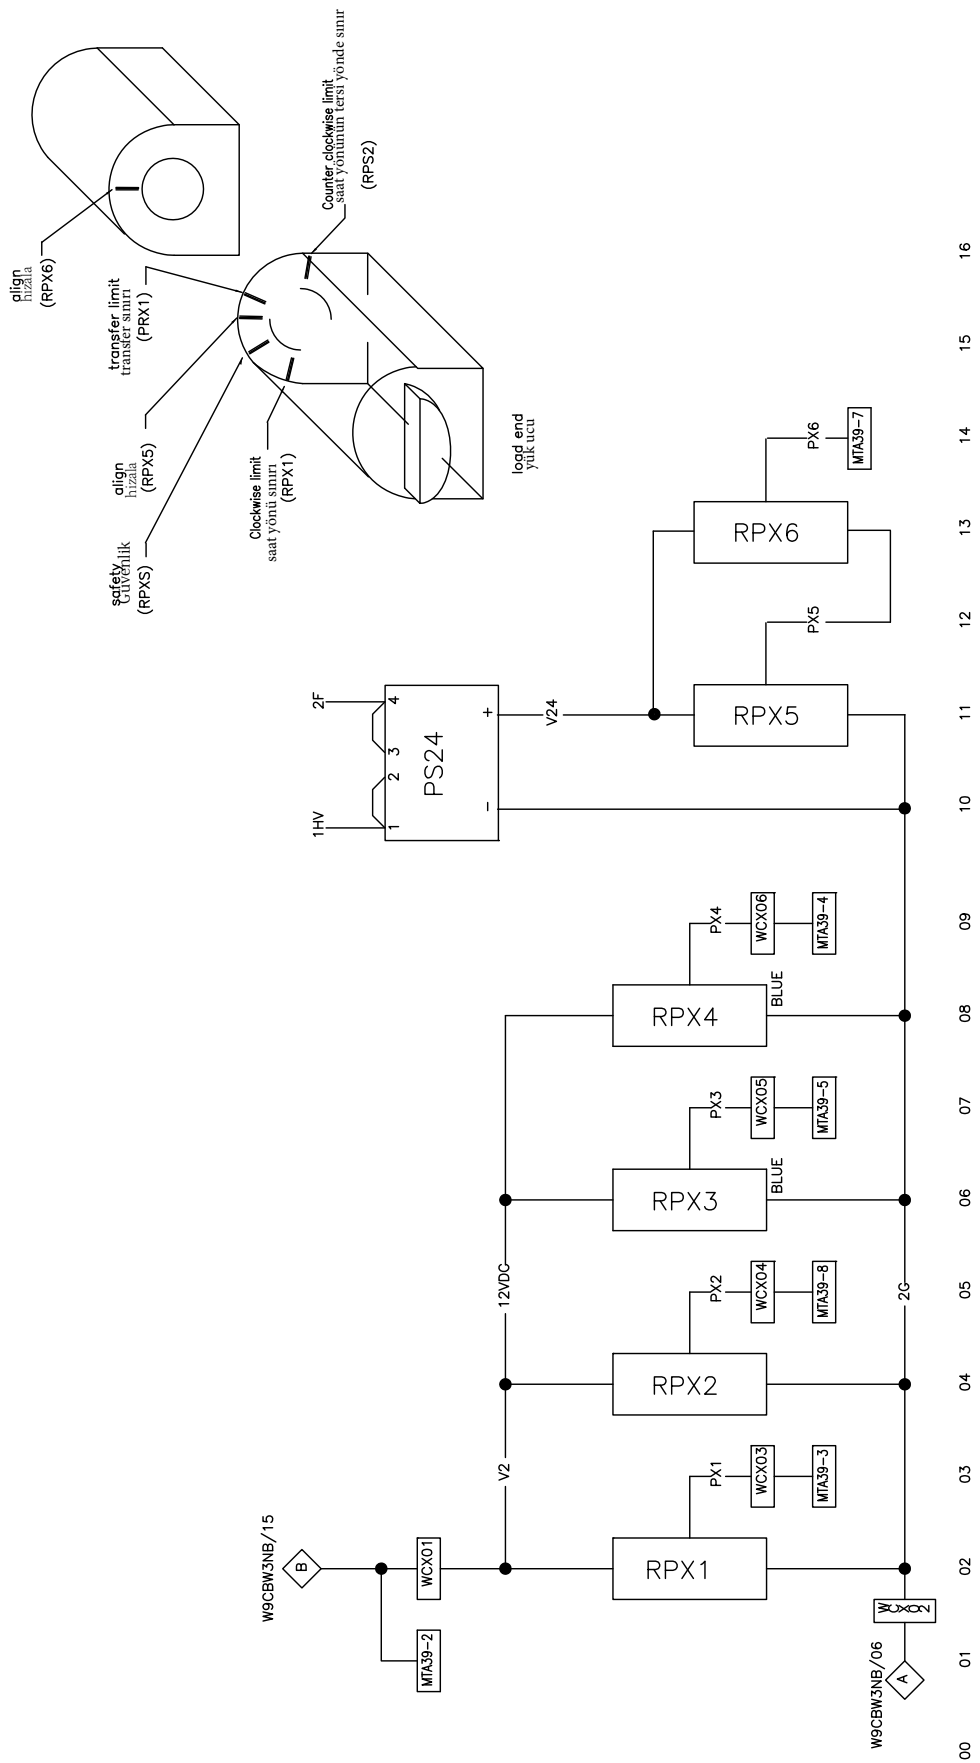 W9CBW3NB/15
B
MTA39-2
WCX01
V2
12VDC
RPX1
PX1
WCX03
MTA39-3
RPX2
PX2
WCX04
MTA39-8
RPX3
PX3
WCX05
MTA39-5
BLUE
RPX4
PX4
WCX06
MTA39-4
BLUE
W9CBW3NB/06
A
WCX02
2G
1HV
2F
1 2 3 4
PS24
- +
V24
RPX5
PX5
RPX6
PX6
MTA39-7
safety
Güvenlik
(RPXS)
align
hizala
(RPX5)
transfer limit
transfer sınırı
(PRX1)
align
hizala
(RPX6)
Clockwise limit
saat yönü sınırı
(RPX1)
Counter clockwise limit
saat yönünün tersi yönde sınır
(RPS2)
load end
yük ucu
00 01 02 03 04 05 06 07 08 09 10 11 12 13 14 15 16